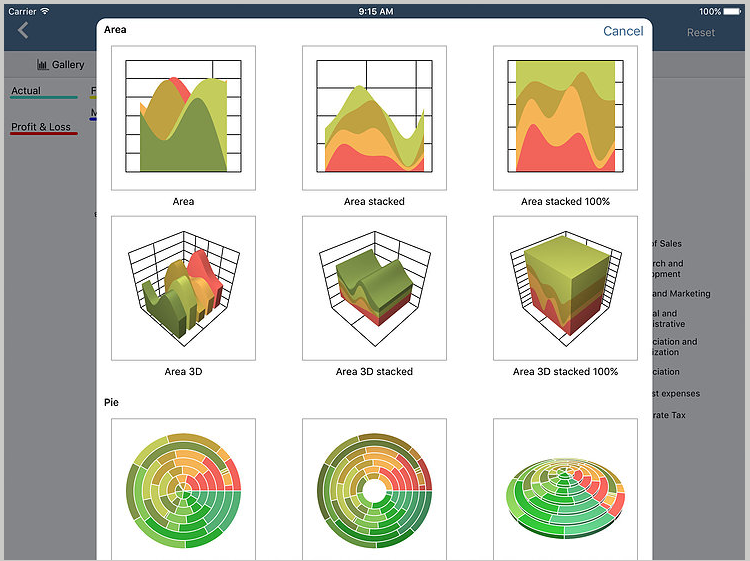 Carrier
9:15 AM
100%
Area
Cancel
Reset
Gallery
Actual
F
M
Profit & Loss
Area
Area stacked
Area stacked 100%
of Sales
rch and
opment
and Marketing
al and
istrative
ciation and
ization
ciation
st expenses
rate Tax
Area 3D
Area 3D stacked
Area 3D stacked 100%
Pie